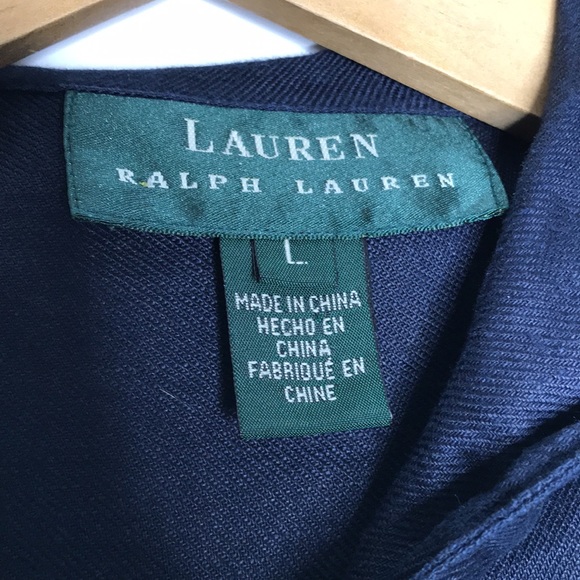 LAUREN
RALPH LAUREN
L
MADE IN CHINA
HECHO EN
CHINA
FABRIQUÉ EN
CHINE